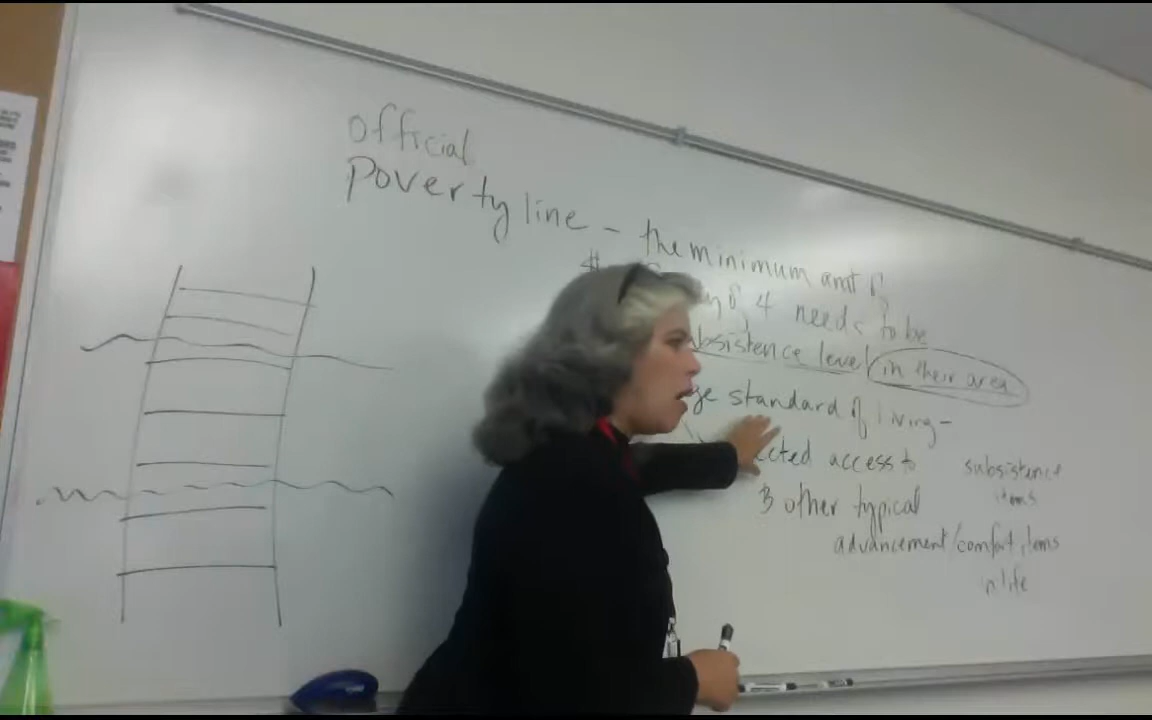 official
Poverty line - the minimum amt of
$
of 4 needs to be
subsistence level in their area
standard of living -
access to subsistence
items
& other typical
advancement/comfort items
in life